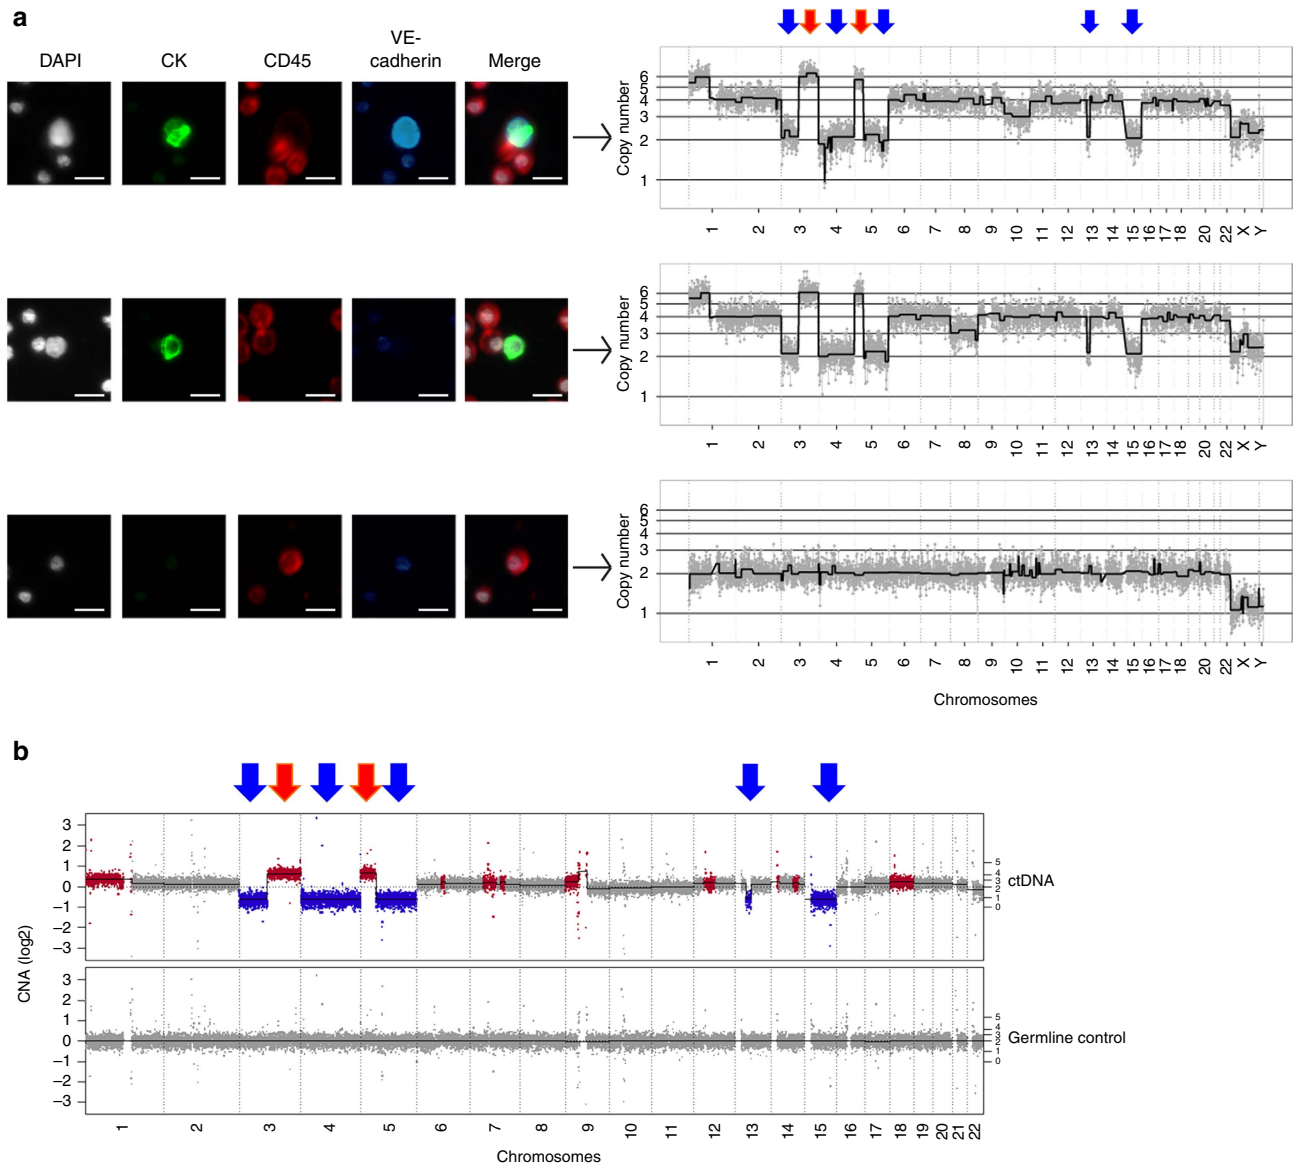 a
DAPI CK CD45 VE-cadherin Merge
Copy number
6
5
4
3
2
1
1 2 3 4 5 6 7 8 9 10 11 12 13 14 15 16 17 18 20 22 X Y
Copy number
6
5
4
3
2
1
1 2 3 4 5 6 7 8 9 10 11 12 13 14 15 16 17 18 20 22 X Y
Copy number
6
5
4
3
2
1
1 2 3 4 5 6 7 8 9 10 11 12 13 14 15 16 17 18 20 22 X Y
Chromosomes
b
CNA (log2)
3
2
1
0
−1
−2
−3
5
4
3
2
1
0
ctDNA
3
2
1
0
−1
−2
−3
5
4
3
2
1
0
Germline control
1 2 3 4 5 6 7 8 9 10 11 12 13 14 15 16 17 18 19 20 21 22
Chromosomes